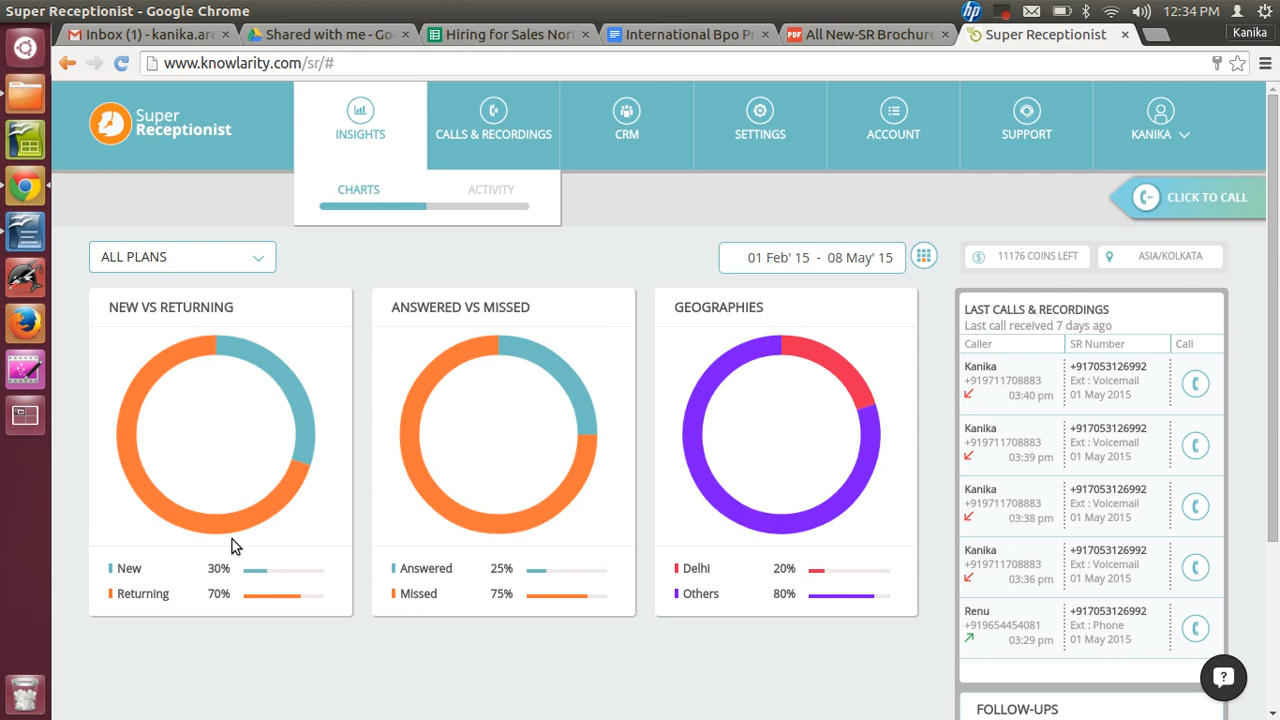 Super Receptionist - Google Chrome
12:34 PM
Inbox (1) - kanika.ar
Shared with me - Go
Hiring for Sales Nor
International Bpo Pr
All New-SR Brochure
Super Receptionist
Kanika
www.knowlarity.com/sr/#
Super
Receptionist
INSIGHTS
CALLS & RECORDINGS
CRM
SETTINGS
ACCOUNT
SUPPORT
KANIKA
CHARTS
ACTIVITY
CLICK TO CALL
ALL PLANS
01 Feb' 15 - 08 May' 15
11176 COINS LEFT
ASIA/KOLKATA
NEW VS RETURNING
New 30%
Returning 70%
ANSWERED VS MISSED
Answered 25%
Missed 75%
GEOGRAPHIES
Delhi 20%
Others 80%
LAST CALLS & RECORDINGS
Last call received 7 days ago
Caller SR Number Call
Kanika +917053126992
+919711708883 Ext : Voicemail
03:40 pm 01 May 2015
Kanika +917053126992
+919711708883 Ext : Voicemail
03:39 pm 01 May 2015
Kanika +917053126992
+919711708883 Ext : Voicemail
03:38 pm 01 May 2015
Kanika +917053126992
+919711708883 Ext : Voicemail
03:36 pm 01 May 2015
Renu +917053126992
+919654454081 Ext : Phone
03:29 pm 01 May 2015
FOLLOW-UPS